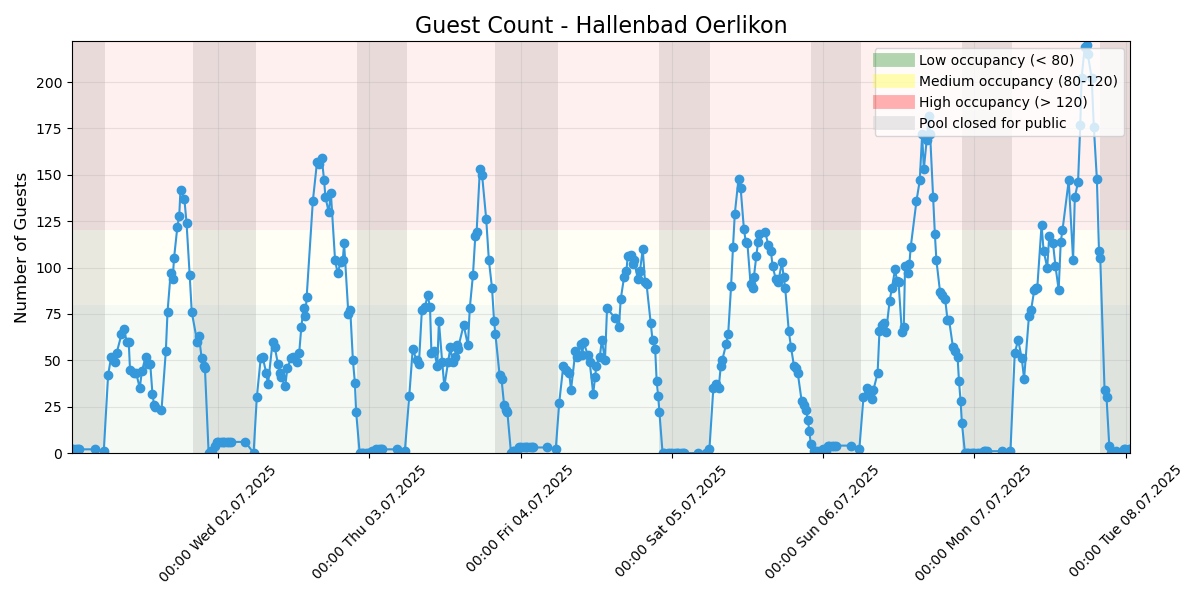 Guest Count - Hallenbad Oerlikon
Number of Guests
200
175
150
125
100
75
50
25
0
Low occupancy (< 80)
Medium occupancy (80-120)
High occupancy (> 120)
Pool closed for public
00:00 Wed 02.07.2025
00:00 Thu 03.07.2025
00:00 Fri 04.07.2025
00:00 Sat 05.07.2025
00:00 Sun 06.07.2025
00:00 Mon 07.07.2025
00:00 Tue 08.07.2025